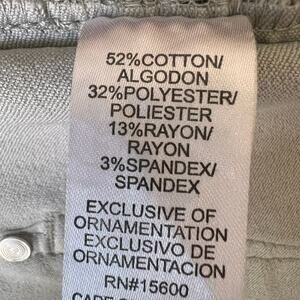 52%COTTON/
ALGODON
32%POLYESTER/
POLIESTER
13%RAYON/
RAYON
3%SPANDEX/
SPANDEX
EXCLUSIVE OF
ORNAMENTATION
EXCLUSIVO DE
ORNAMENTACION
RN#15600